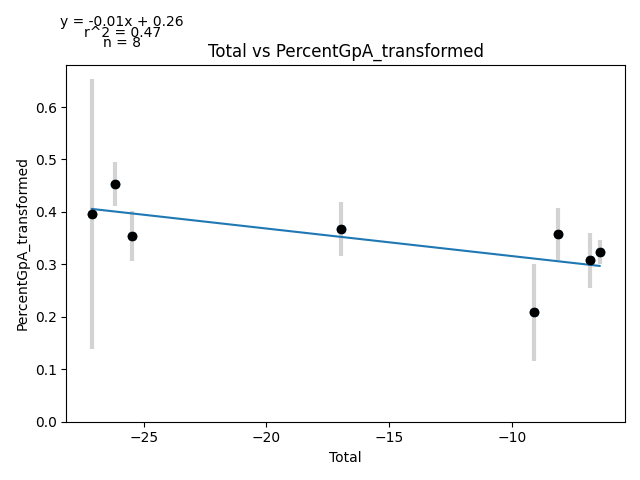 y = -0.01x + 0.26
r^2 = 0.47
n = 8
Total vs PercentGpA_transformed
PercentGpA_transformed
0.6
0.5
0.4
0.3
0.2
0.1
0.0
−25 −20 −15 −10
Total